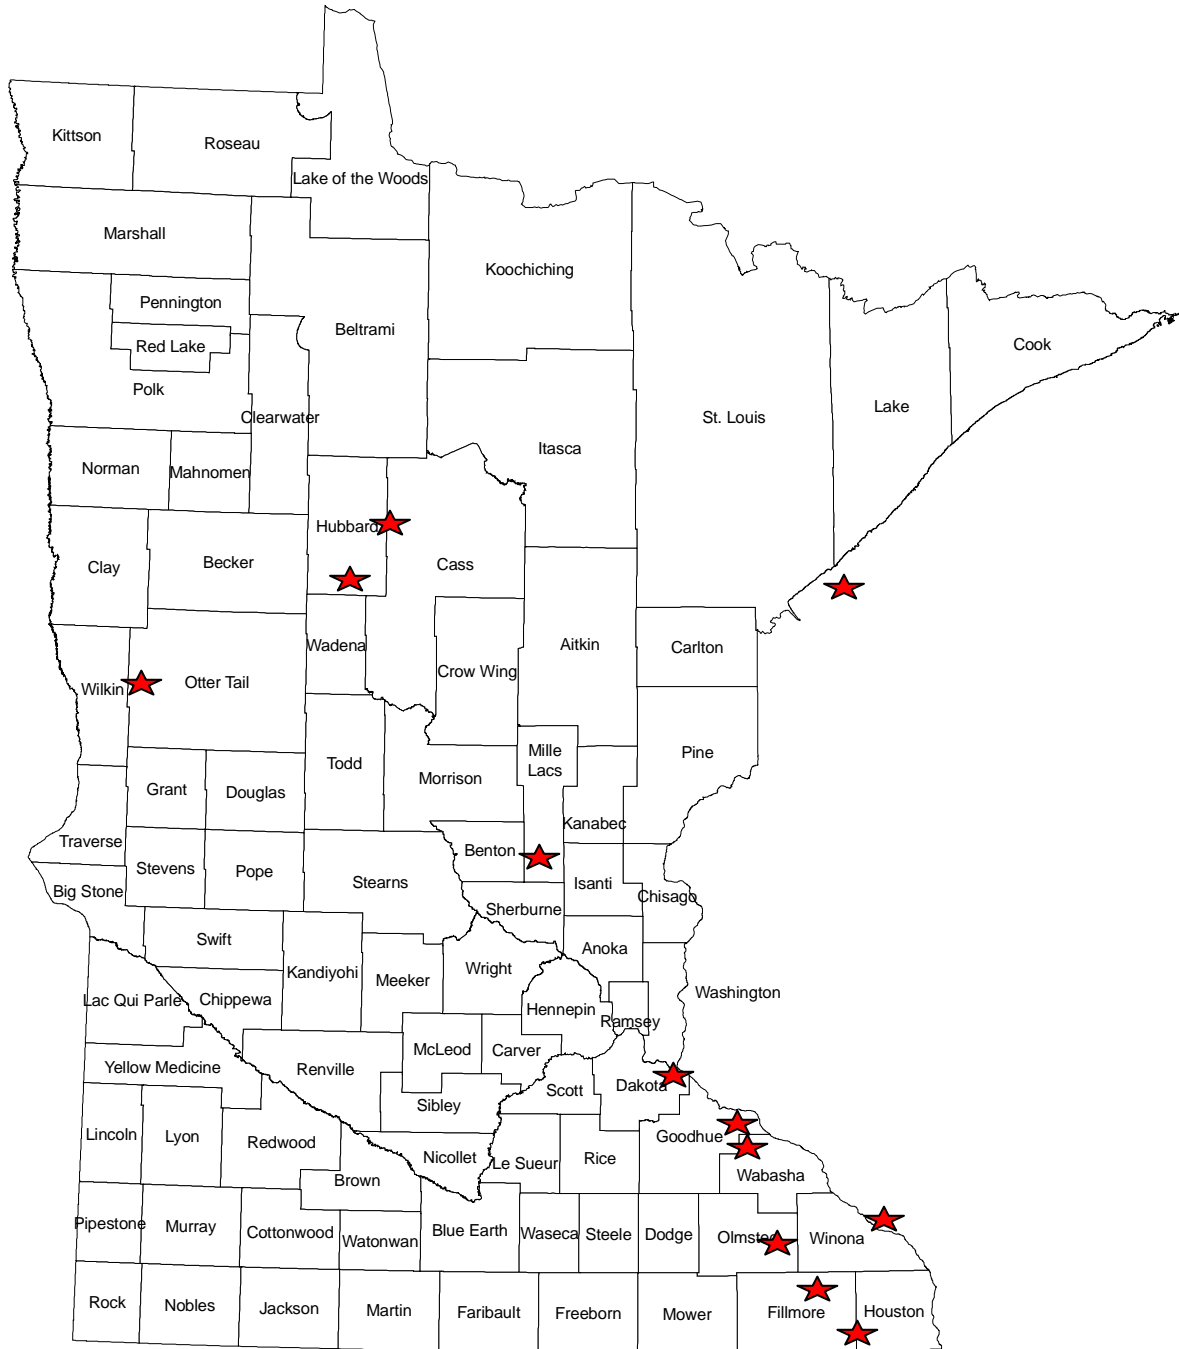 Kittson
Roseau
Lake of the Woods
Marshall
Koochiching
Pennington
Beltrami
Red Lake
Cook
Polk
Lake
Clearwater
St. Louis
Itasca
Norman
Mahnomen
Hubbard
Clay
Becker
Cass
Wadena
Aitkin
Carlton
Crow Wing
Wilkin
Otter Tail
Mille
Lacs
Pine
Todd
Morrison
Grant
Douglas
Kanabec
Traverse
Benton
Stevens
Pope
Stearns
Isanti
Big Stone
Chisago
Sherburne
Swift
Anoka
Kandiyohi
Wright
Meeker
Washington
Lac Qui Parle
Chippewa
Hennepin
Ramsey
McLeod
Carver
Yellow Medicine
Renville
Scott
Dakota
Sibley
Lincoln
Lyon
Redwood
Goodhue
Nicollet
Le Sueur
Rice
Wabasha
Brown
Pipestone
Murray
Cottonwood
Watonwan
Blue Earth
Waseca
Steele
Dodge
Olmsted
Winona
Rock
Nobles
Jackson
Martin
Faribault
Freeborn
Mower
Fillmore
Houston